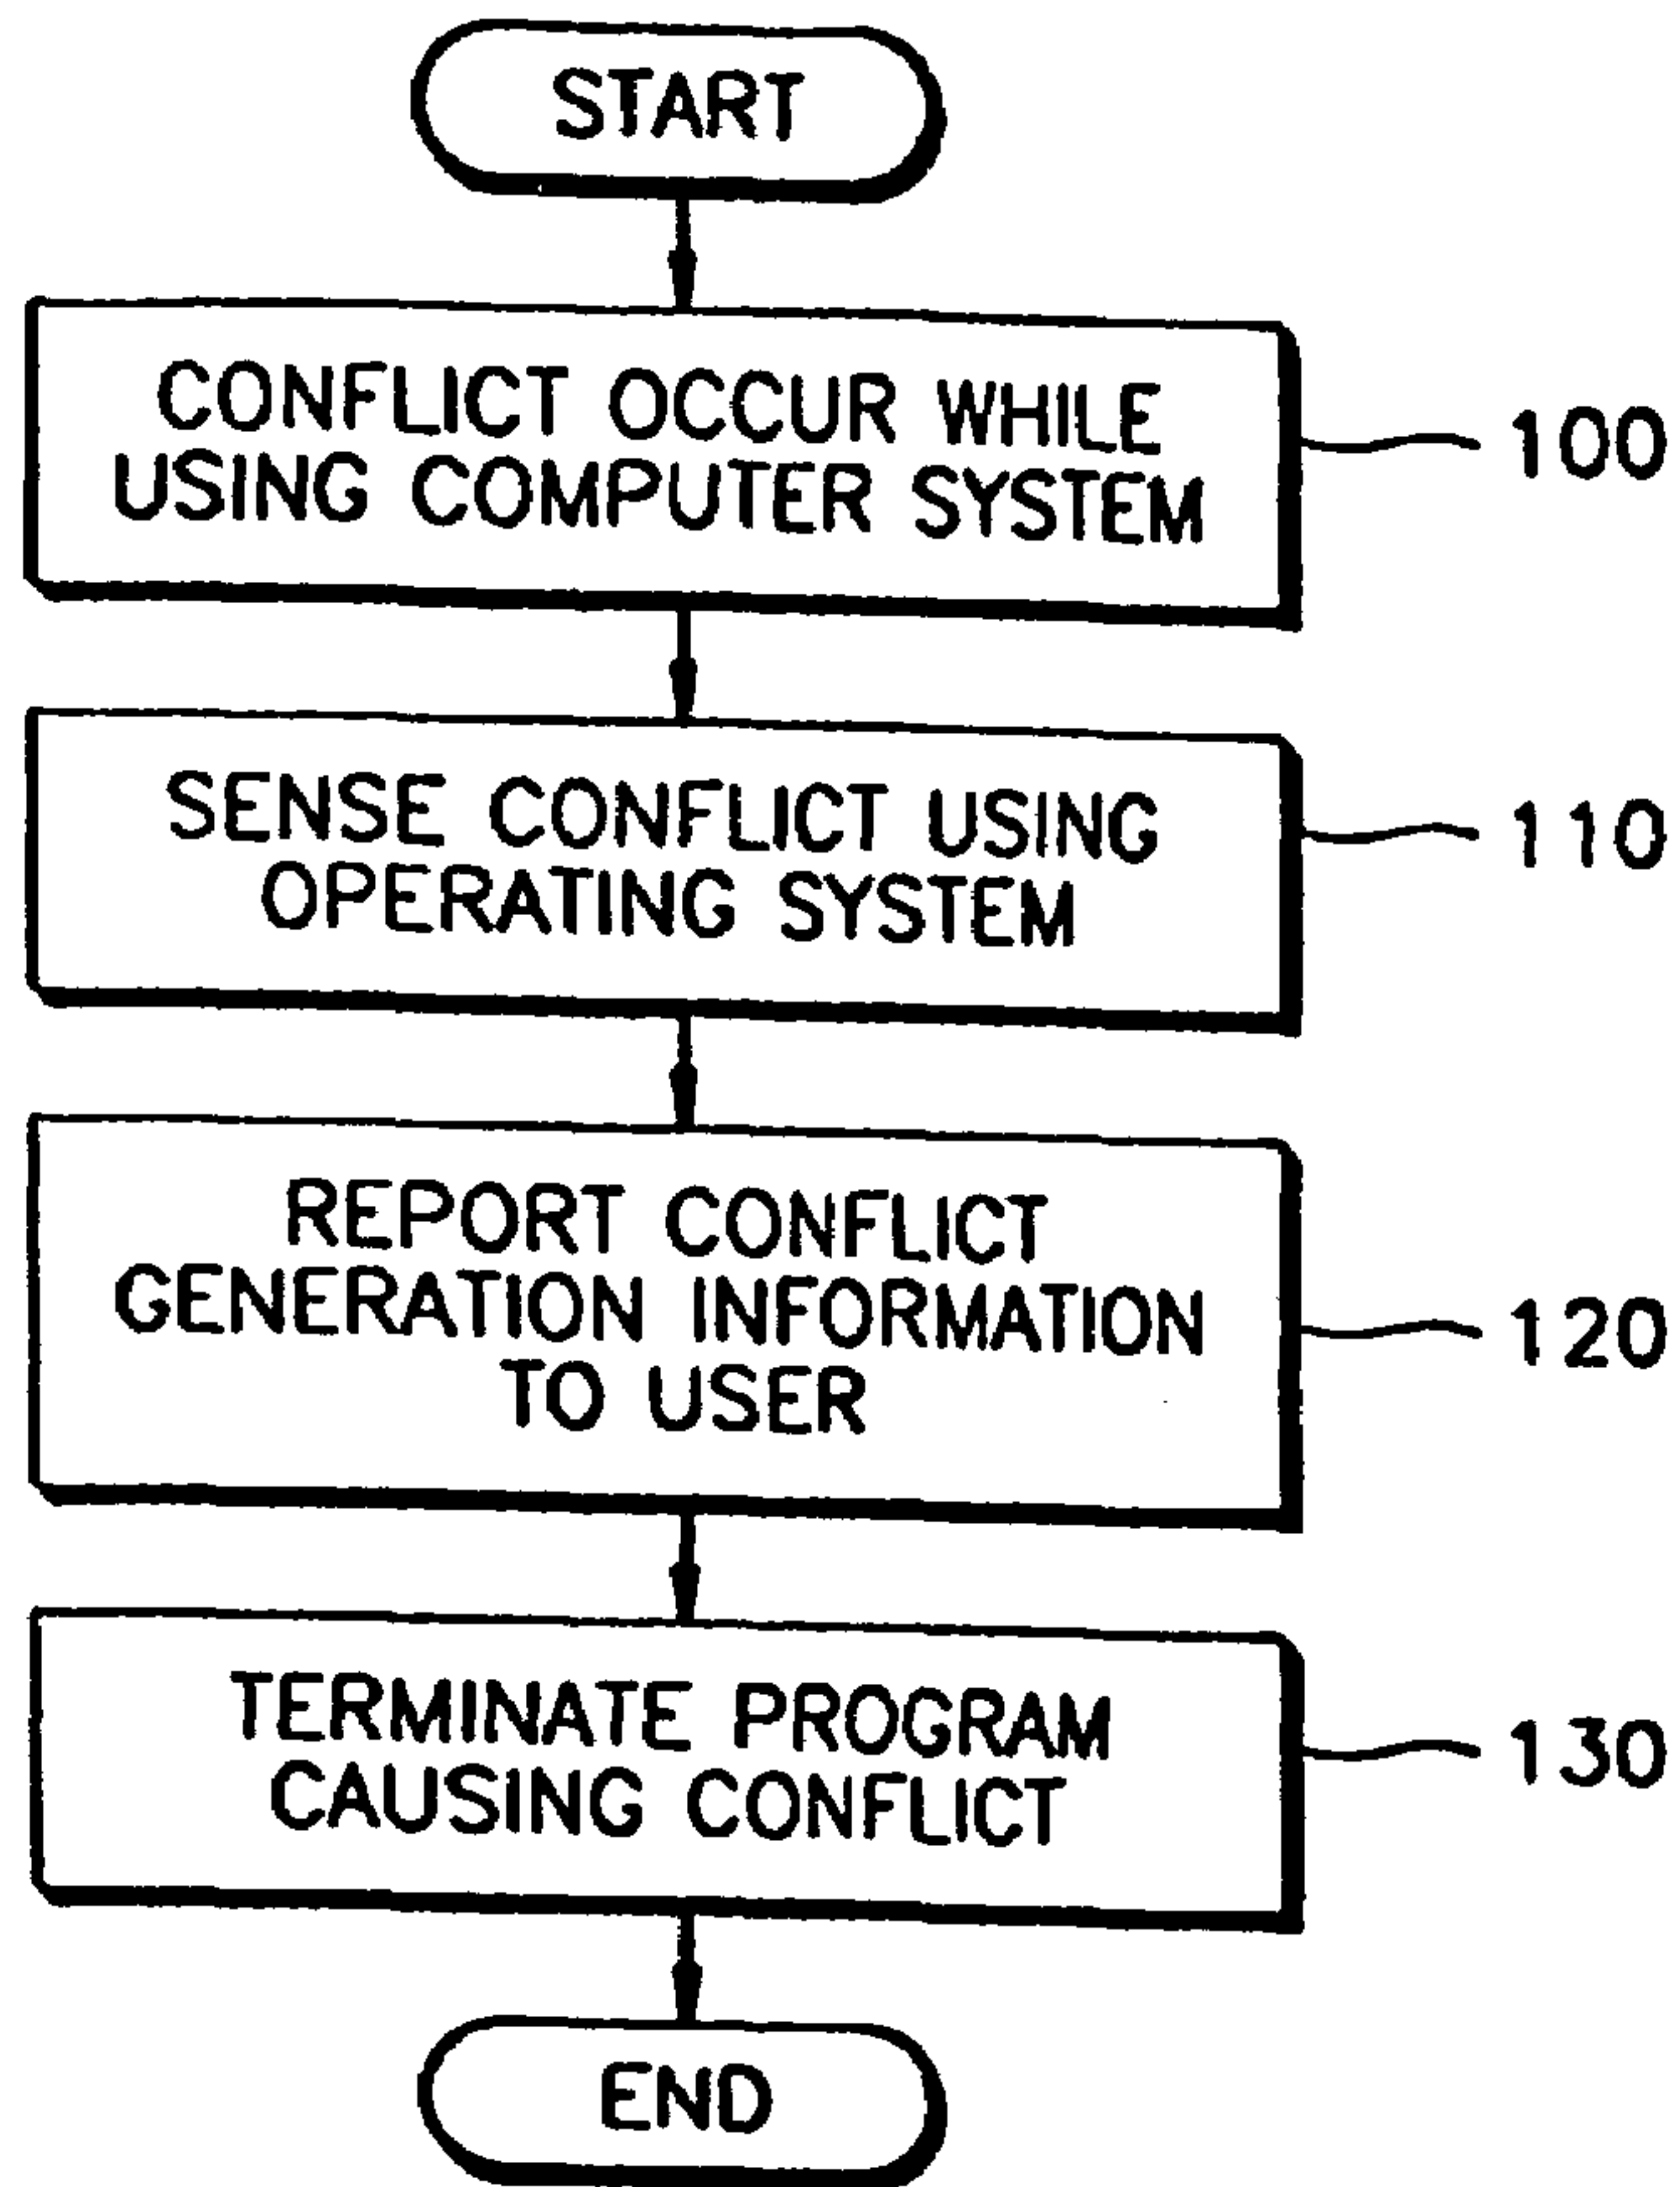 START
CONFLICT OCCUR WHILE
USING COMPUTER SYSTEM
100
SENSE CONFLICT USING
OPERATING SYSTEM
110
REPORT CONFLICT
GENERATION INFORMATION
TO USER
120
TERMINATE PROGRAM
CAUSING CONFLICT
130
END